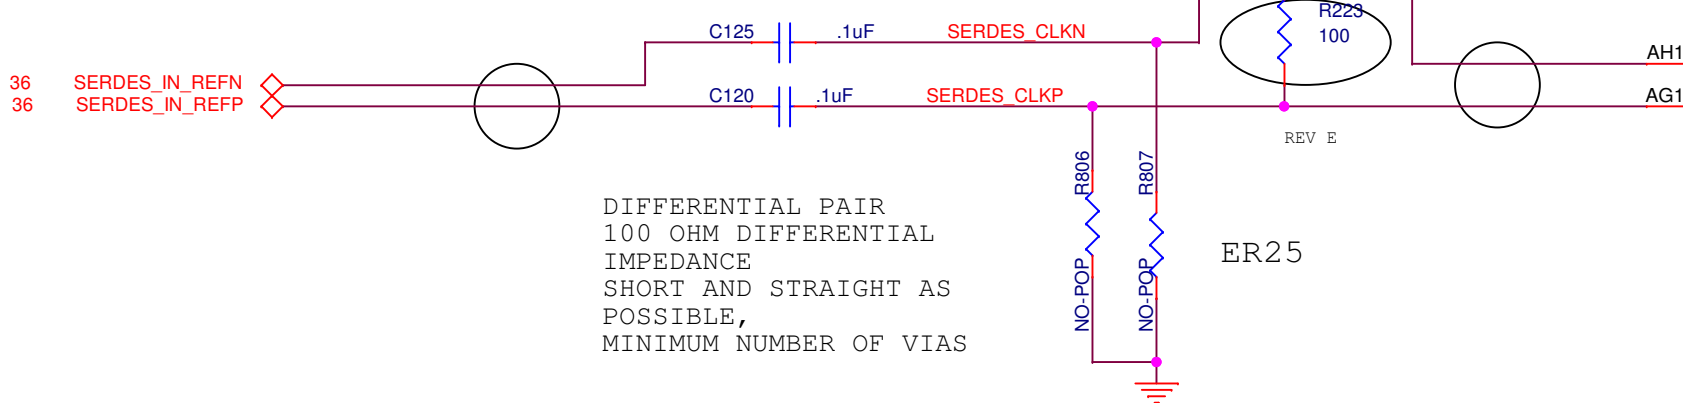 R223
100
C125 .1uF SERDES_CLKN
AH1
36 SERDES_IN_REFN
36 SERDES_IN_REFP
C120 .1uF SERDES_CLKP
AG1
REV E
R806
R807
DIFFERENTIAL PAIR
100 OHM DIFFERENTIAL
IMPEDANCE
SHORT AND STRAIGHT AS
POSSIBLE,
MINIMUM NUMBER OF VIAS
ER25
NO-POP
NO-POP